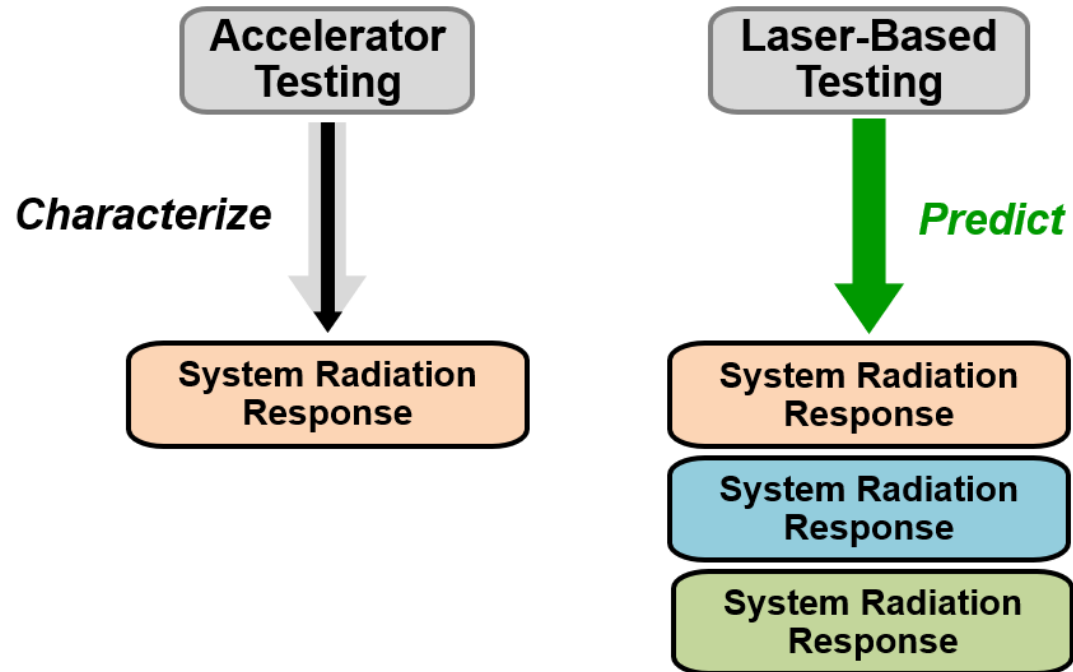 Accelerator
Testing
Characterize
System Radiation
Response
Laser-Based
Testing
Predict
System Radiation
Response
System Radiation
Response
System Radiation
Response